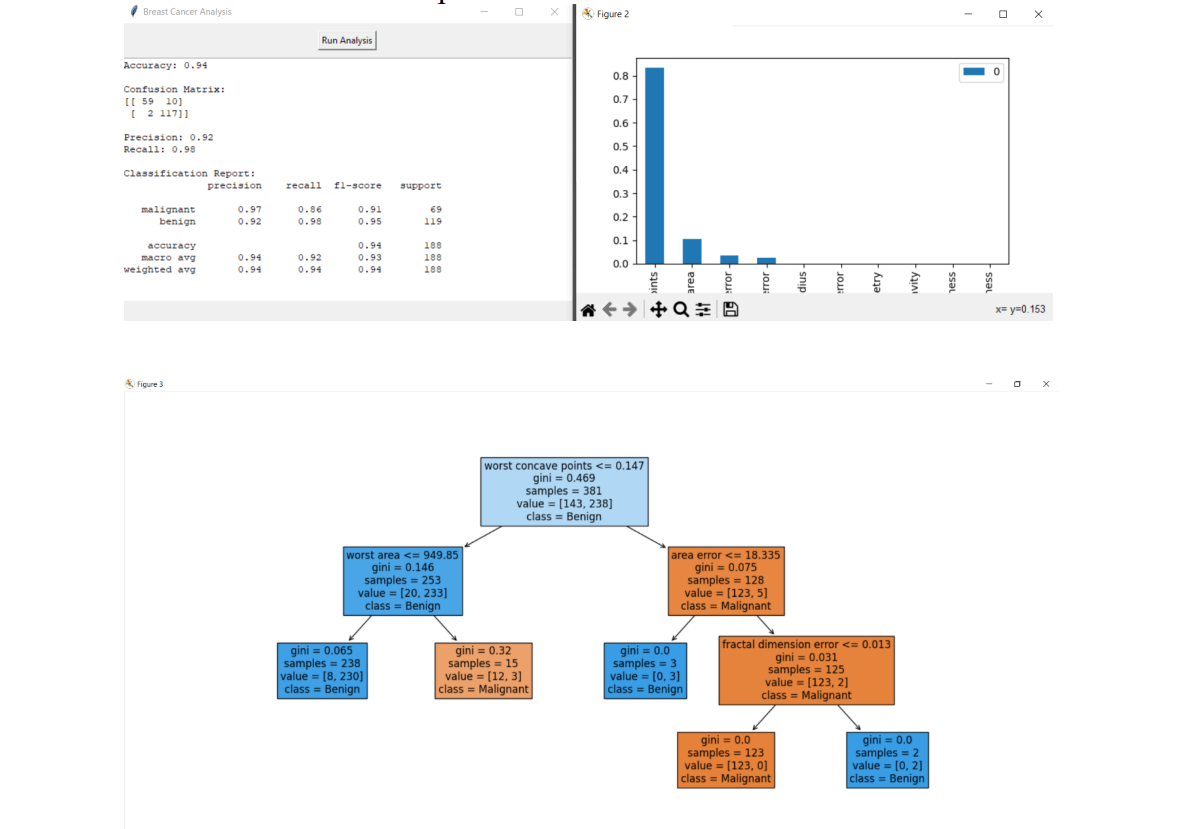 Breast Cancer Analysis
Run Analysis
Accuracy: 0.94
Confusion Matrix:
[[ 59  10]
 [  2 117]]
Precision: 0.92
Recall: 0.98
Classification Report:
precision recall f1-score support
malignant 0.97 0.86 0.91 69
benign 0.92 0.98 0.95 119
accuracy 0.94 188
macro avg 0.94 0.92 0.93 188
weighted avg 0.94 0.94 0.94 188
Figure 2
0
0.8
0.7
0.6
0.5
0.4
0.3
0.2
0.1
0.0
ints
area
error
rror
dius
rror
etry
avity
ness
ness
x= y=0.153
Figure 3
worst concave points <= 0.147
gini = 0.469
samples = 381
value = [143, 238]
class = Benign
worst area <= 949.85
gini = 0.146
samples = 253
value = [20, 233]
class = Benign
area error <= 18.335
gini = 0.075
samples = 128
value = [123, 5]
class = Malignant
gini = 0.065
samples = 238
value = [8, 230]
class = Benign
gini = 0.32
samples = 15
value = [12, 3]
class = Malignant
gini = 0.0
samples = 3
value = [0, 3]
class = Benign
fractal dimension error <= 0.013
gini = 0.031
samples = 125
value = [123, 2]
class = Malignant
gini = 0.0
samples = 123
value = [123, 0]
class = Malignant
gini = 0.0
samples = 2
value = [0, 2]
class = Benign